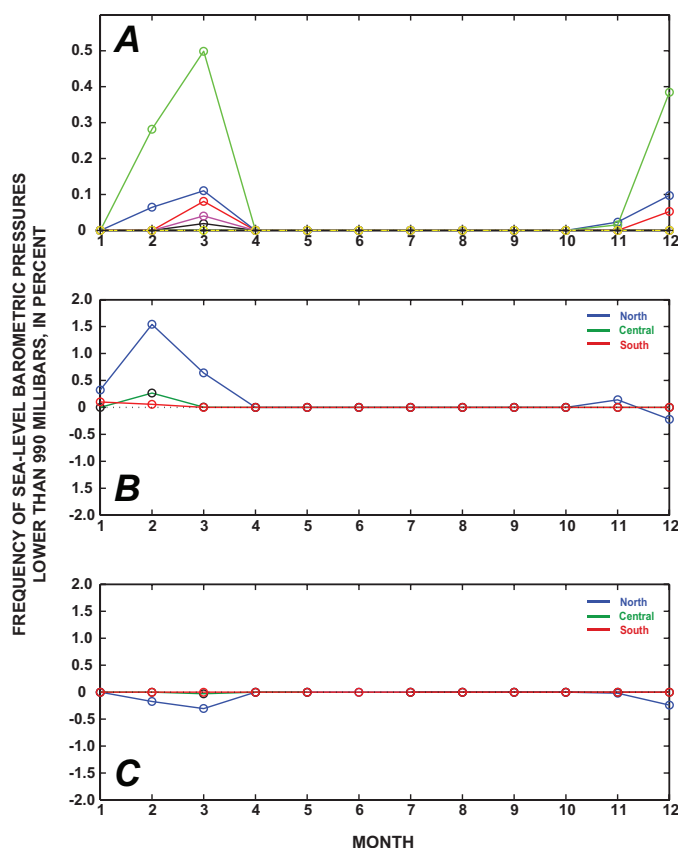 FREQUENCY OF SEA-LEVEL BAROMETRIC PRESSURES
LOWER THAN 990 MILLIBARS, IN PERCENT
A
0.5
0.4
0.3
0.2
0.1
0
1 2 3 4 5 6 7 8 9 10 11 12
B
2.0
1.5
1.0
0.5
0
-0.5
-1.0
-1.5
-2.0
North
Central
South
1 2 3 4 5 6 7 8 9 10 11 12
C
2.0
1.5
1.0
0.5
0
-0.5
-1.0
-1.5
-2.0
North
Central
South
1 2 3 4 5 6 7 8 9 10 11 12
MONTH